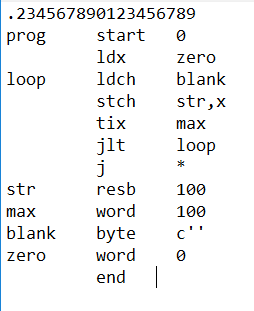 .234567890123456789
prog    start   0
        ldx     zero
loop    ldch    blank
        stch    str,x
        tix     max
        jlt     loop
        j       *
str     resb    100
max     word    100
blank   byte    c''
zero    word    0
        end